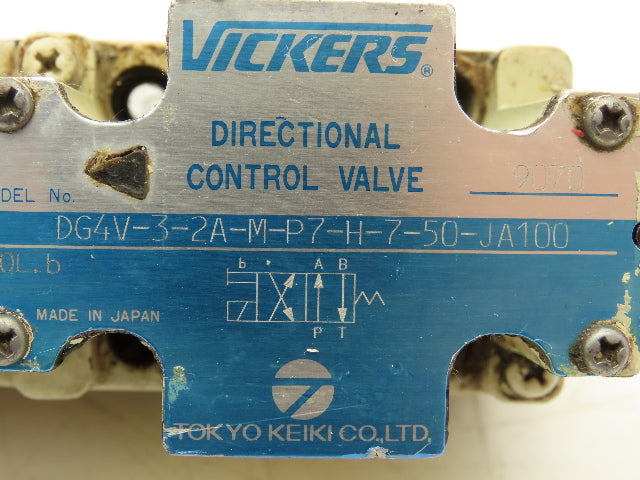 VICKERS®
DIRECTIONAL
CONTROL VALVE 9070
DEL No.
DG4V-3-2A-M-P7-H-7-50-JA100
OL.b
b A B
P T
MADE IN JAPAN
TOKYO KEIKI CO.,LTD.